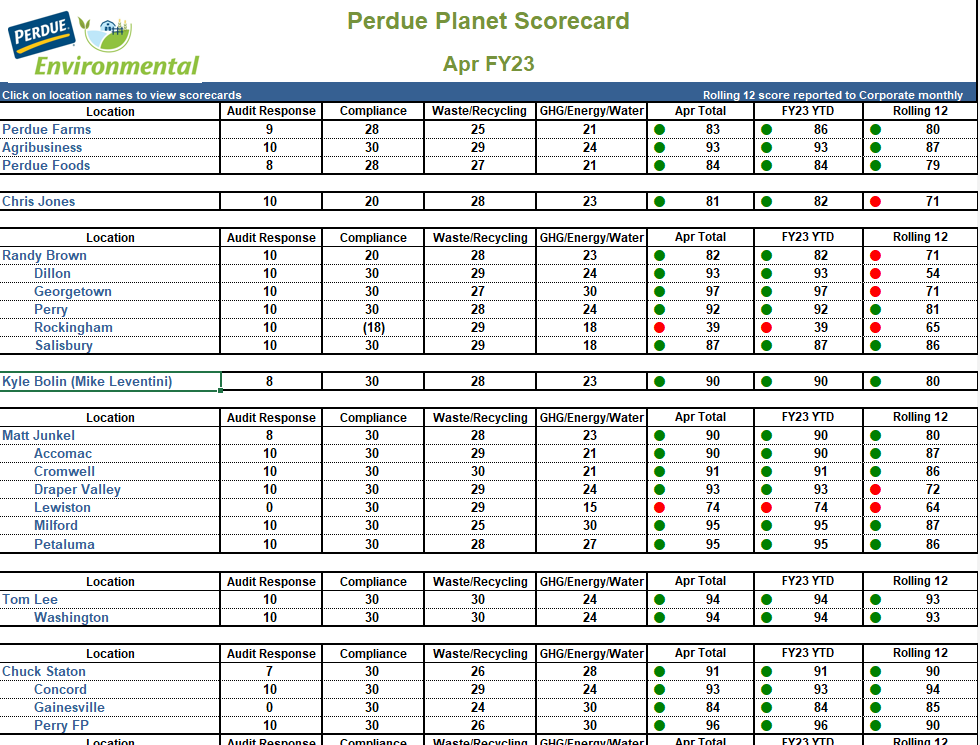 Perdue Planet Scorecard
PERDUE
Environmental
Apr FY23
Click on location names to view scorecards Rolling 12 score reported to Corporate monthly
Location Audit Response Compliance Waste/Recycling GHG/Energy/Water Apr Total FY23 YTD Rolling 12
Perdue Farms 9 28 25 21 83 86 80
Agribusiness 10 30 29 24 93 93 87
Perdue Foods 8 28 27 21 84 84 79
Chris Jones 10 20 28 23 81 82 71
Location Audit Response Compliance Waste/Recycling GHG/Energy/Water Apr Total FY23 YTD Rolling 12
Randy Brown 10 20 28 23 82 82 71
Dillon 10 30 29 24 93 93 54
Georgetown 10 30 27 30 97 97 71
Perry 10 30 28 24 92 92 81
Rockingham 10 (18) 29 18 39 39 65
Salisbury 10 30 29 18 87 87 86
Kyle Bolin (Mike Leventini) 8 30 28 23 90 90 80
Location Audit Response Compliance Waste/Recycling GHG/Energy/Water Apr Total FY23 YTD Rolling 12
Matt Junkel 8 30 28 23 90 90 80
Accomac 10 30 29 21 90 90 87
Cromwell 10 30 30 21 91 91 86
Draper Valley 10 30 29 24 93 93 72
Lewiston 0 30 29 15 74 74 64
Milford 10 30 25 30 95 95 87
Petaluma 10 30 28 27 95 95 86
Location Audit Response Compliance Waste/Recycling GHG/Energy/Water Apr Total FY23 YTD Rolling 12
Tom Lee 10 30 30 24 94 94 93
Washington 10 30 30 24 94 94 93
Location Audit Response Compliance Waste/Recycling GHG/Energy/Water Apr Total FY23 YTD Rolling 12
Chuck Staton 7 30 26 28 91 91 90
Concord 10 30 29 24 93 93 94
Gainesville 0 30 24 30 84 84 85
Perry FP 10 30 26 30 96 96 90
Location Audit Response Compliance Waste/Recycling GHG/Energy/Water Apr Total FY23 YTD Rolling 12